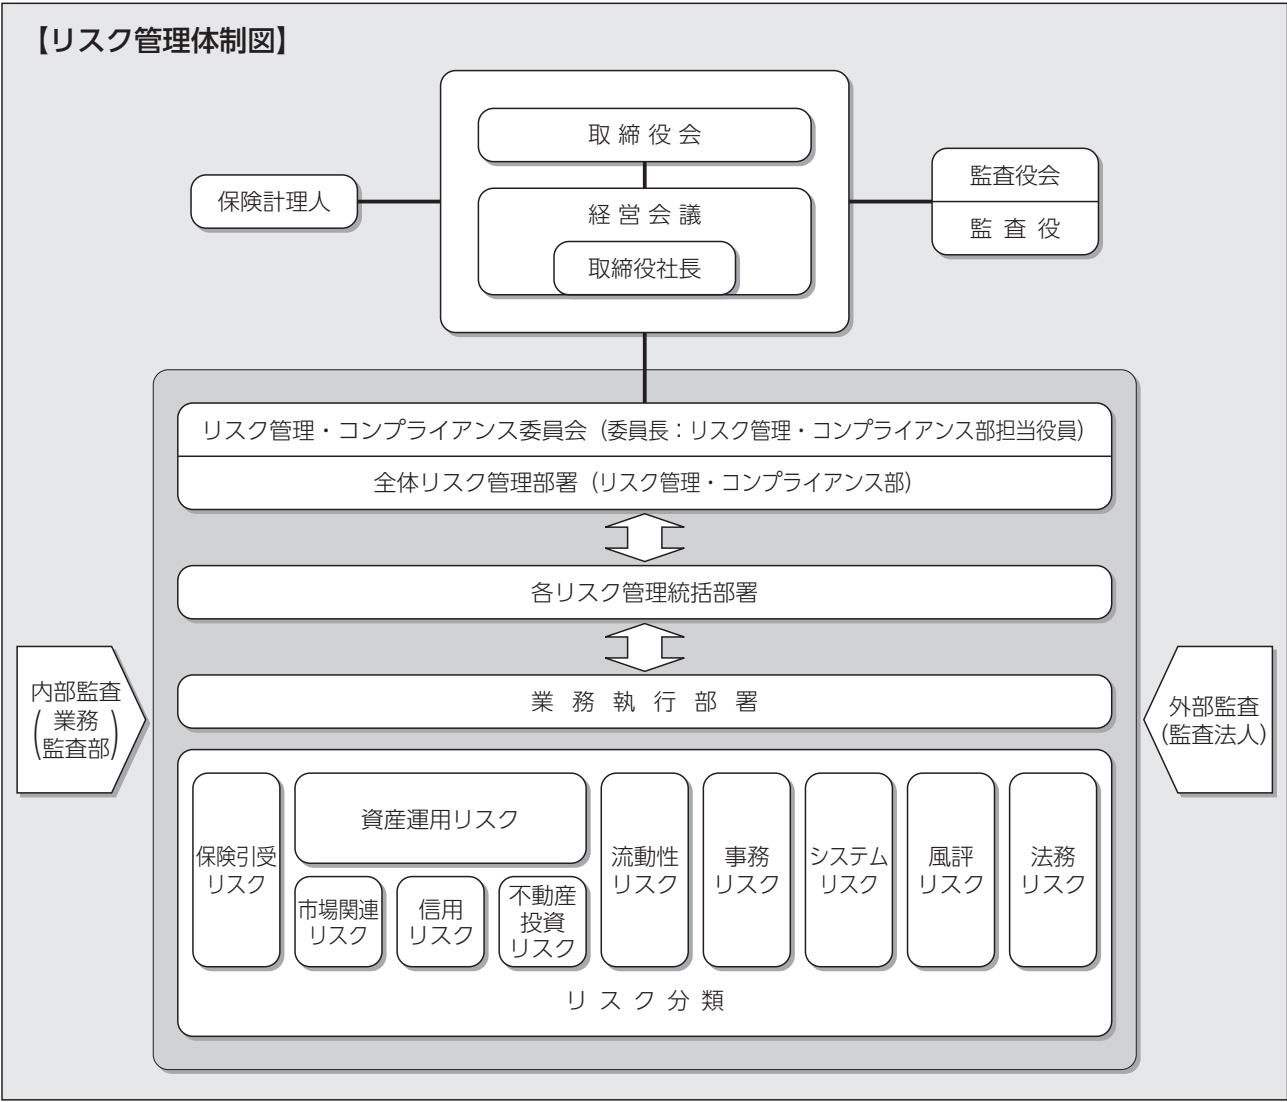 【リスク管理体制図】
取締役会
経営会議
取締役社長
保険計理人
監査役会
監査役
リスク管理・コンプライアンス委員会（委員長：リスク管理・コンプライアンス部担当役員）
全体リスク管理部署（リスク管理・コンプライアンス部）
各リスク管理統括部署
業務執行部署
内部監査
（業務
監査部）
外部監査
（監査法人）
保険引受
リスク
資産運用リスク
市場関連
リスク
信用
リスク
不動産
投資
リスク
流動性
リスク
事務
リスク
システム
リスク
風評
リスク
法務
リスク
リスク分類